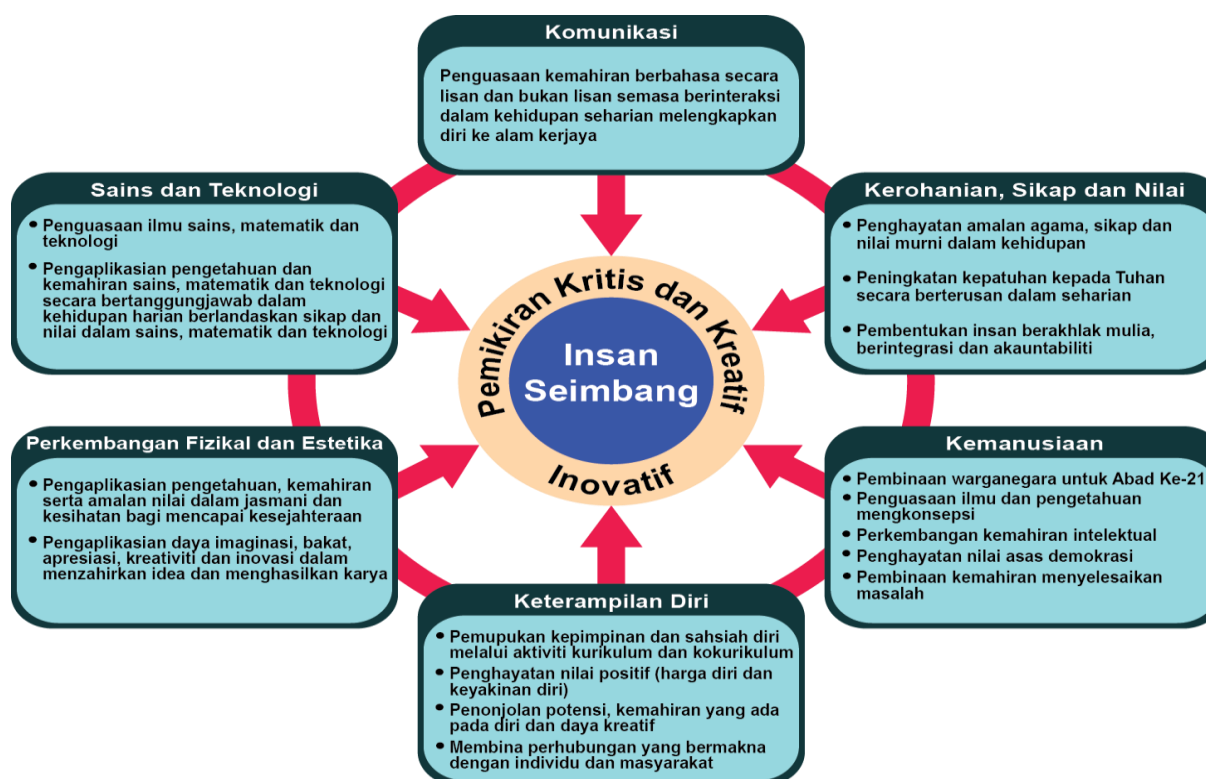 Komunikasi
Penguasaan kemahiran berbahasa secara
lisan dan bukan lisan semasa berinteraksi
dalam kehidupan seharian melengkapkan
diri ke alam kerjaya
Sains dan Teknologi
• Penguasaan ilmu sains, matematik dan
teknologi
• Pengaplikasian pengetahuan dan
kemahiran sains, matematik dan teknologi
secara bertanggungjawab dalam
kehidupan harian berlandaskan sikap dan
nilai dalam sains, matematik dan teknologi
Kerohanian, Sikap dan Nilai
• Penghayatan amalan agama, sikap dan
nilai murni dalam kehidupan
• Peningkatan kepatuhan kepada Tuhan
secara berterusan dalam seharian
• Pembentukan insan berakhlak mulia,
berintegrasi dan akauntabiliti
Pemikiran Kritis dan Kreatif
Insan
Seimbang
Inovatif
Perkembangan Fizikal dan Estetika
• Pengaplikasian pengetahuan, kemahiran
serta amalan nilai dalam jasmani dan
kesihatan bagi mencapai kesejahteraan
• Pengaplikasian daya imaginasi, bakat,
apresiasi, kreativiti dan inovasi dalam
menzahirkan idea dan menghasilkan karya
Kemanusiaan
• Pembinaan warganegara untuk Abad Ke-21
• Penguasaan ilmu dan pengetahuan
mengkonsepsi
• Perkembangan kemahiran intelektual
• Penghayatan nilai asas demokrasi
• Pembinaan kemahiran menyelesaikan
masalah
Keterampilan Diri
• Pemupukan kepimpinan dan sahsiah diri
melalui aktiviti kurikulum dan kokurikulum
• Penghayatan nilai positif (harga diri dan
keyakinan diri)
• Penonjolan potensi, kemahiran yang ada
pada diri dan daya kreatif
• Membina perhubungan yang bermakna
dengan individu dan masyarakat